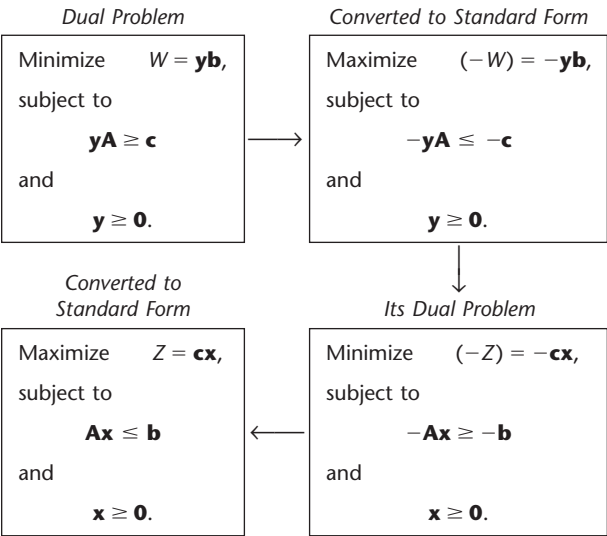 Dual Problem
Minimize W = yb,
subject to
yA ≥ c
and
y ≥ 0.
Converted to Standard Form
Maximize (−W) = −yb,
subject to
−yA ≤ −c
and
y ≥ 0.
Converted to
Standard Form
Maximize Z = cx,
subject to
Ax ≤ b
and
x ≥ 0.
Its Dual Problem
Minimize (−Z) = −cx,
subject to
−Ax ≥ −b
and
x ≥ 0.